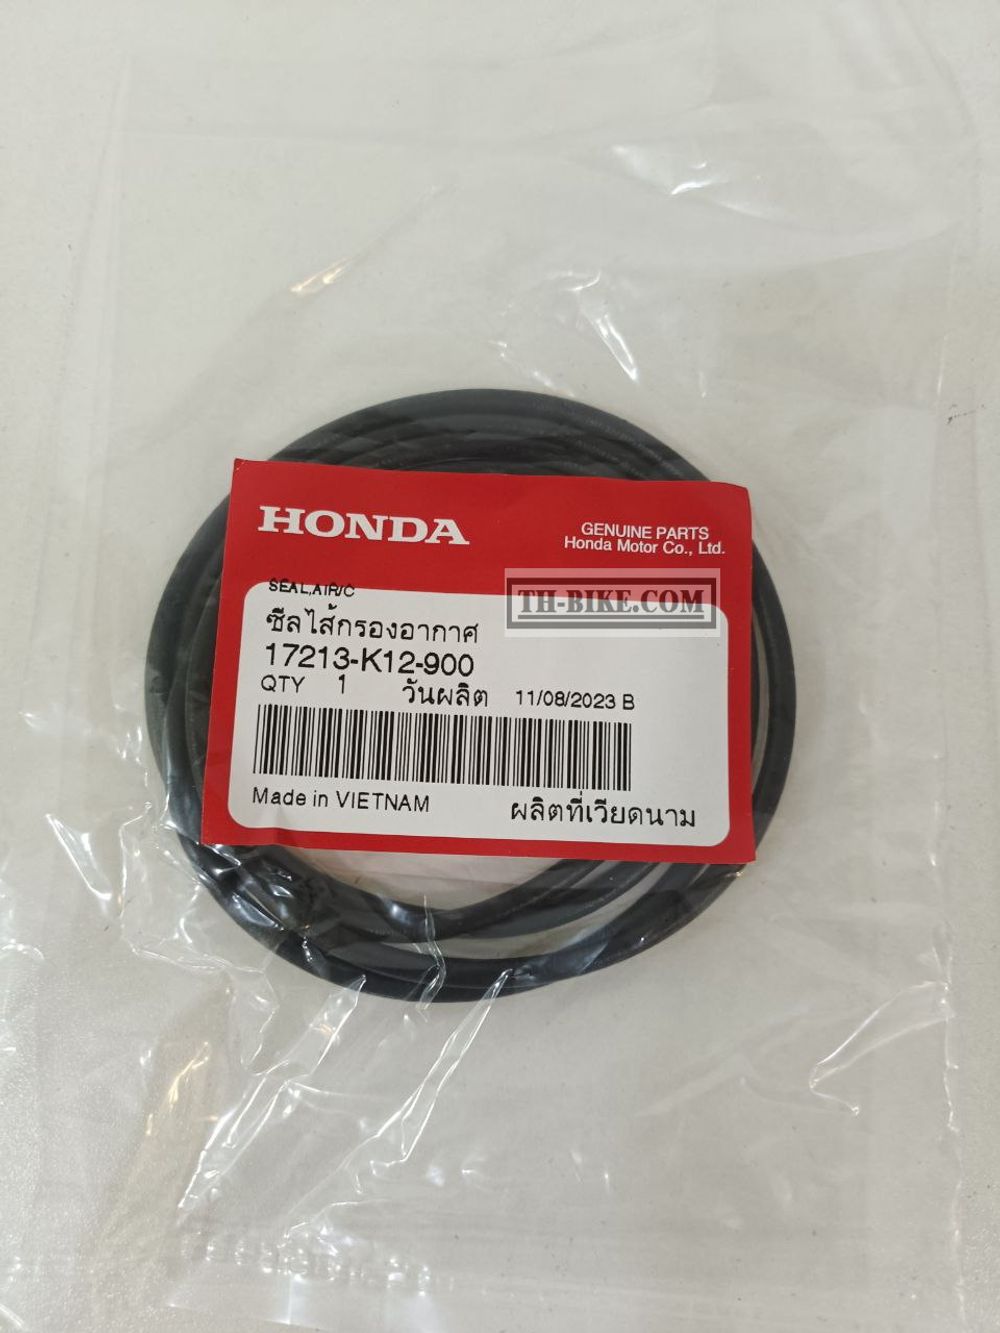 HONDA
GENUINE PARTS
Honda Motor Co., Ltd.
SEAL,AIR/C
TH-BIKE.COM
ซีลไส้กรองอากาศ
17213-K12-900
QTY 1 วันผลิต 11/08/2023 B
Made in VIETNAM ผลิตที่เวียดนาม